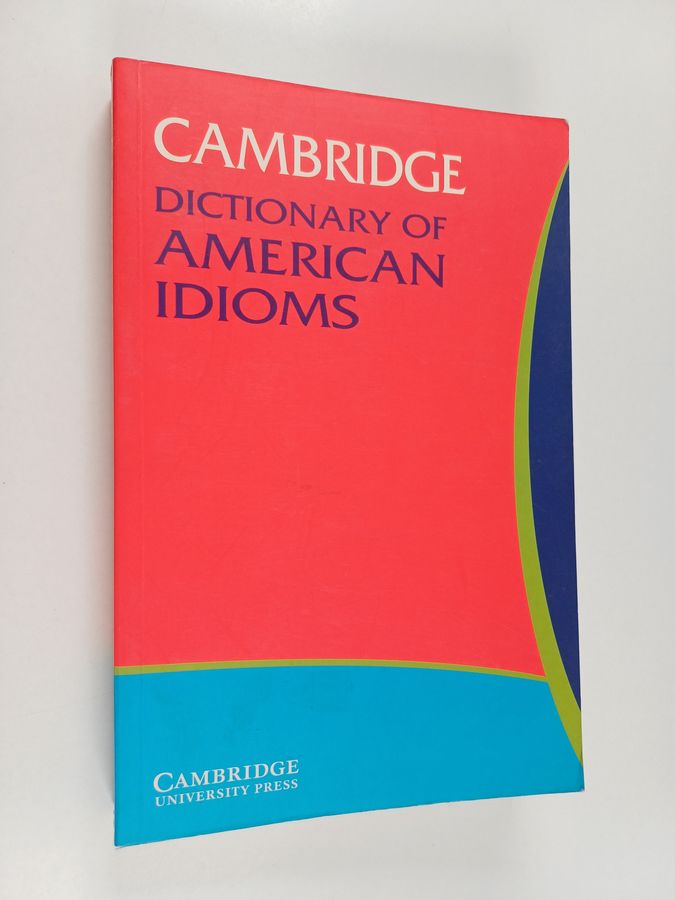 CAMBRIDGE
DICTIONARY OF
AMERICAN
IDIOMS
CAMBRIDGE
UNIVERSITY PRESS